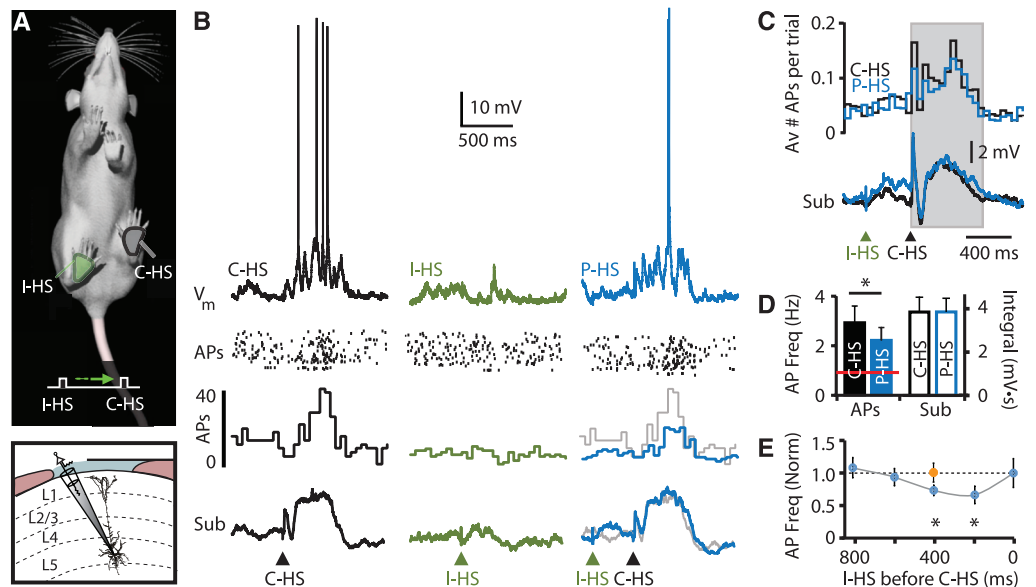 A
I-HS
C-HS
I-HS
C-HS
L1
L2/3
L4
L5
B
10 mV
500 ms
C-HS
I-HS
P-HS
Vm
APs
40
APs
0
Sub
C-HS
I-HS
I-HS C-HS
C
0.2
0.1
0
Av # APs per trial
C-HS
P-HS
2 mV
Sub
I-HS
C-HS
400 ms
D
4
2
0
AP Freq (Hz)
*
C-HS
P-HS
C-HS
P-HS
4
2
0
Integral (mV•s)
APs
Sub
E
1.5
1.0
0.5
0
AP Freq (Norm)
* *
800 400 0
I-HS before C-HS (ms)